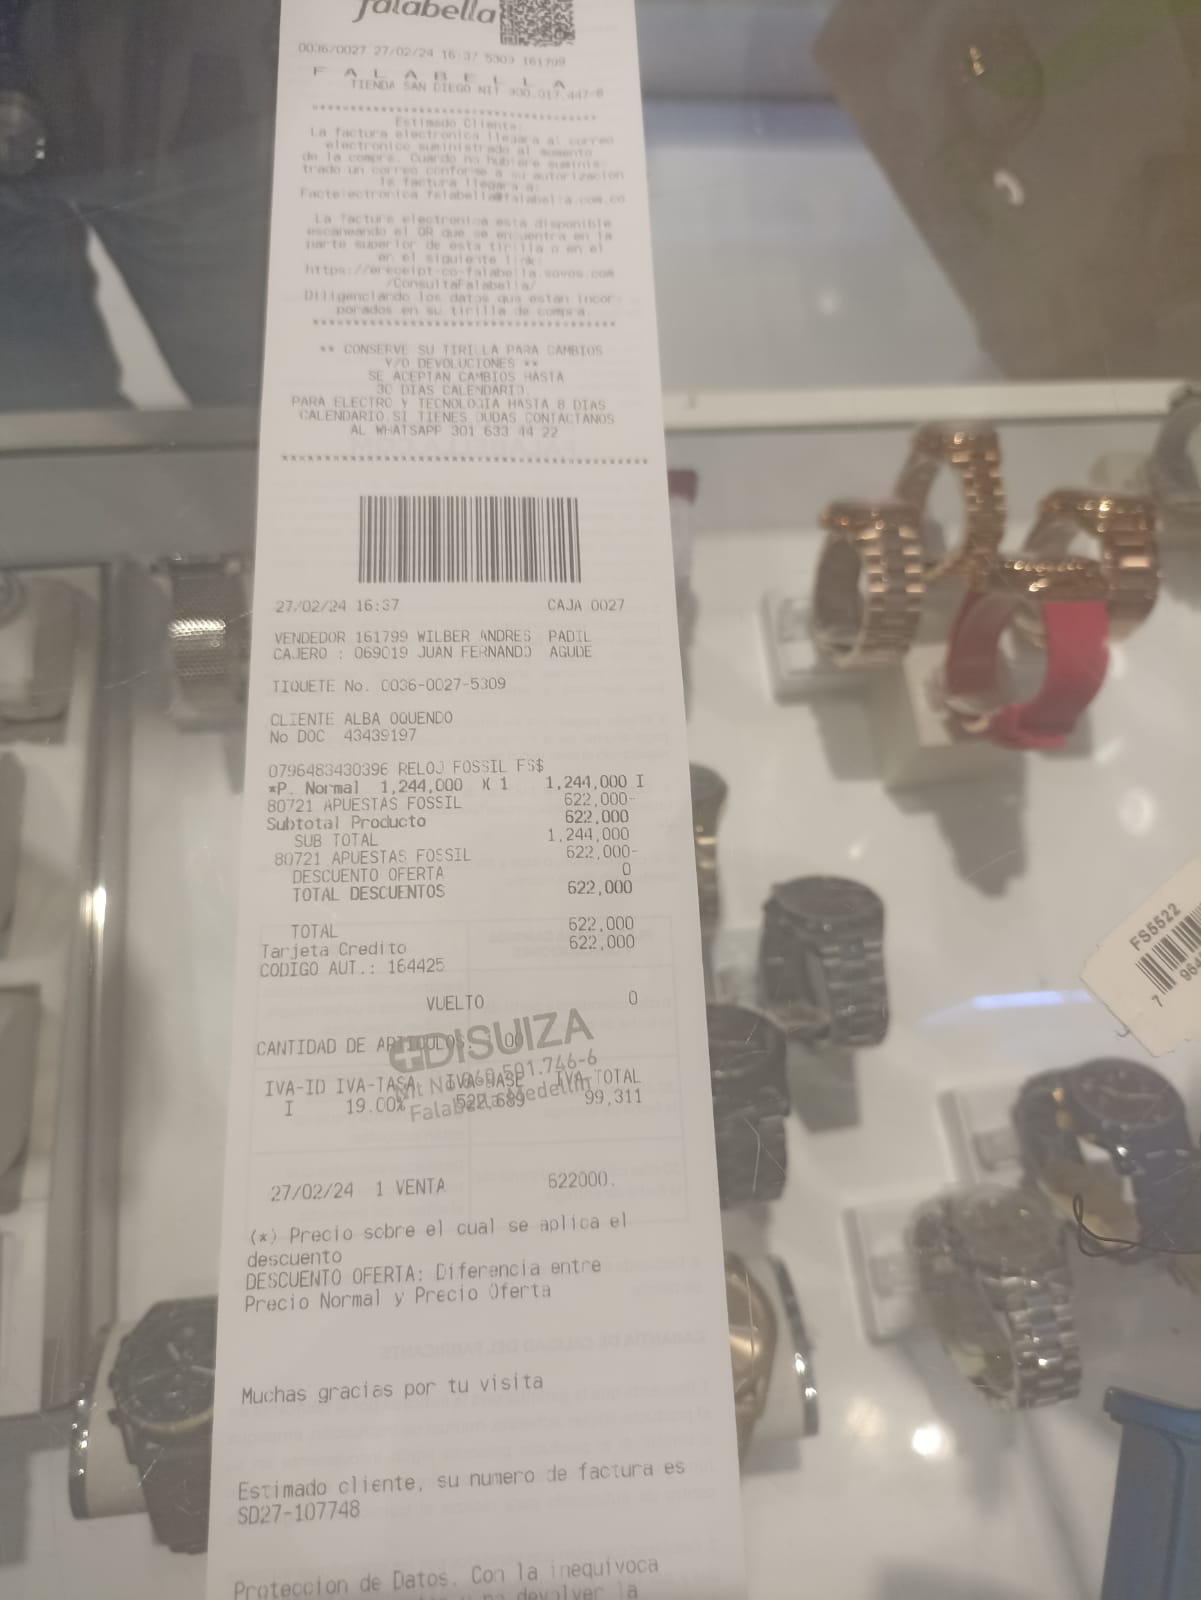 falabella
0036/0027 27/02/24 16:37 5309 161799
F A L A B E L L A
TIENDA SAN DIEGO NIT 900.017.447-8
Estimado Cliente:
La factura electronica llegara al correo
electronico suministrado al momento
de la compra. Cuando no hubiere suminis-
trado un correo conforme a su autorizacion
la factura llegara a:
Factelectronica falabella@falabella.com.co
La factura electronica esta disponible
escaneando el QR que se encuentra en la
parte superior de esta tirilla o en el
en el siguiente link:
https://ereceipt-co-falabella.sovos.com
/ConsultaFalabella/
Diligenciando los datos que estan incor-
porados en su tirilla de compra.
** CONSERVE SU TIRILLA PARA CAMBIOS
Y/O DEVOLUCIONES **
SE ACEPTAN CAMBIOS HASTA
30 DIAS CALENDARIO.
PARA ELECTRO Y TECNOLOGIA HASTA 8 DIAS
CALENDARIO.SI TIENES DUDAS CONTACTANOS
AL WHATSAPP 301 633 44 22
27/02/24 16:37 CAJA 0027
VENDEDOR 161799 WILBER ANDRES PADIL
CAJERO : 069019 JUAN FERNANDO AGUDE
TIQUETE No. 0036-0027-5309
CLIENTE ALBA OQUENDO
No DOC 43439197
0796483430396 RELOJ FOSSIL FS$
*P. Normal 1,244,000 X 1 1,244,000 I
80721 APUESTAS FOSSIL 622,000-
Subtotal Producto 622,000
SUB TOTAL 1,244,000
80721 APUESTAS FOSSIL 622,000-
DESCUENTO OFERTA 0
TOTAL DESCUENTOS 622,000
TOTAL 622,000
Tarjeta Credito 622,000
CODIGO AUT.: 164425
VUELTO 0
DISUIZA
CANTIDAD DE ARTICULOS:
Falabella Medellin
IVA-ID IVA-TASA IVA-BASE IVA-TOTAL
I 19.00% 522,689 99,311
27/02/24 1 VENTA 622000.
(*) Precio sobre el cual se aplica el
descuento
DESCUENTO OFERTA: Diferencia entre
Precio Normal y Precio Oferta
Muchas gracias por tu visita
Estimado cliente, su numero de factura es
SD27-107748
Proteccion de Datos. Con la inequivoca
devolver la
FS5522